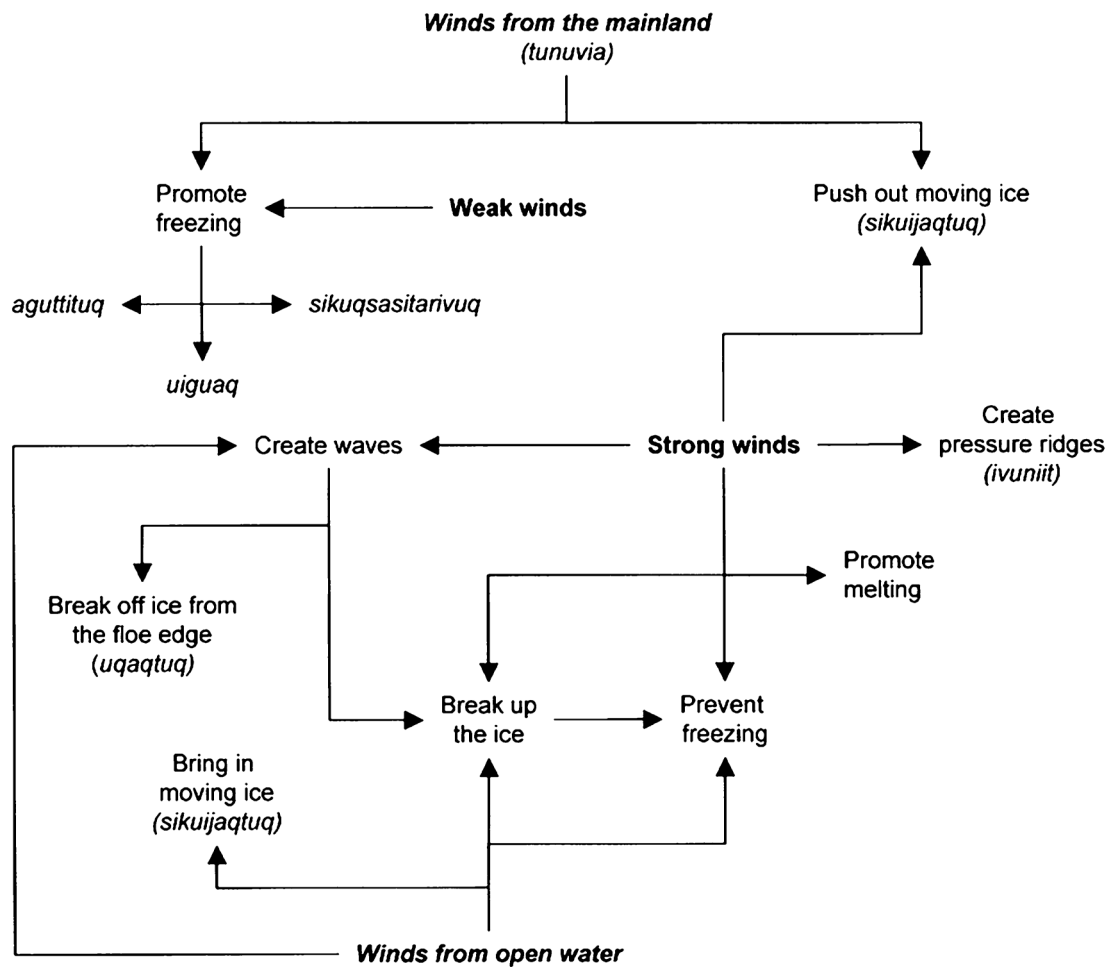 Winds from the mainland
(tunuvia)
Promote
freezing
Weak winds
Push out moving ice
(sikuijaqtuq)
aguttituq
sikuqsasitarivuq
uiguaq
Create waves
Strong winds
Create
pressure ridges
(ivuniit)
Promote
melting
Break off ice from
the floe edge
(uqaqtuq)
Break up
the ice
Prevent
freezing
Bring in
moving ice
(sikuijaqtuq)
Winds from open water